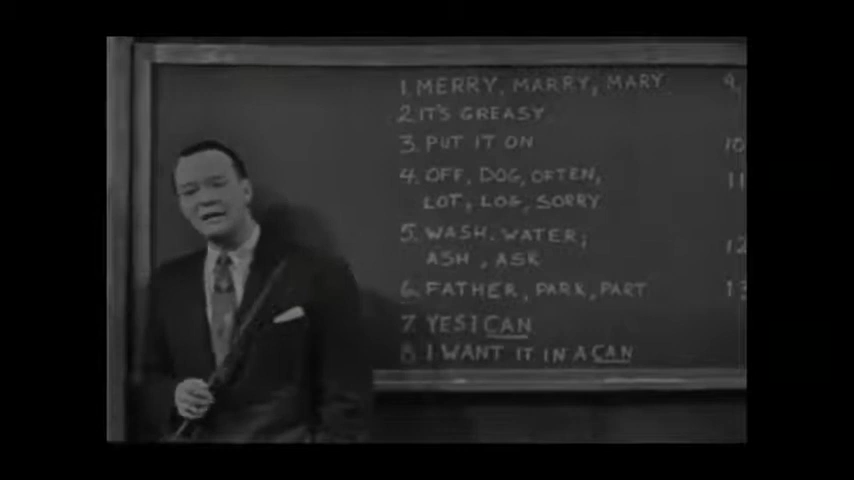 1. MERRY, MARRY, MARY
2. IT'S GREASY
3. PUT IT ON
4. OFF, DOG, OFTEN,
LOT, LOG, SORRY
5. WASH, WATER;
ASH, ASK
6. FATHER, PARK, PART
7. YES I CAN
8. I WANT IT IN A CAN
9.
10
11
12
13